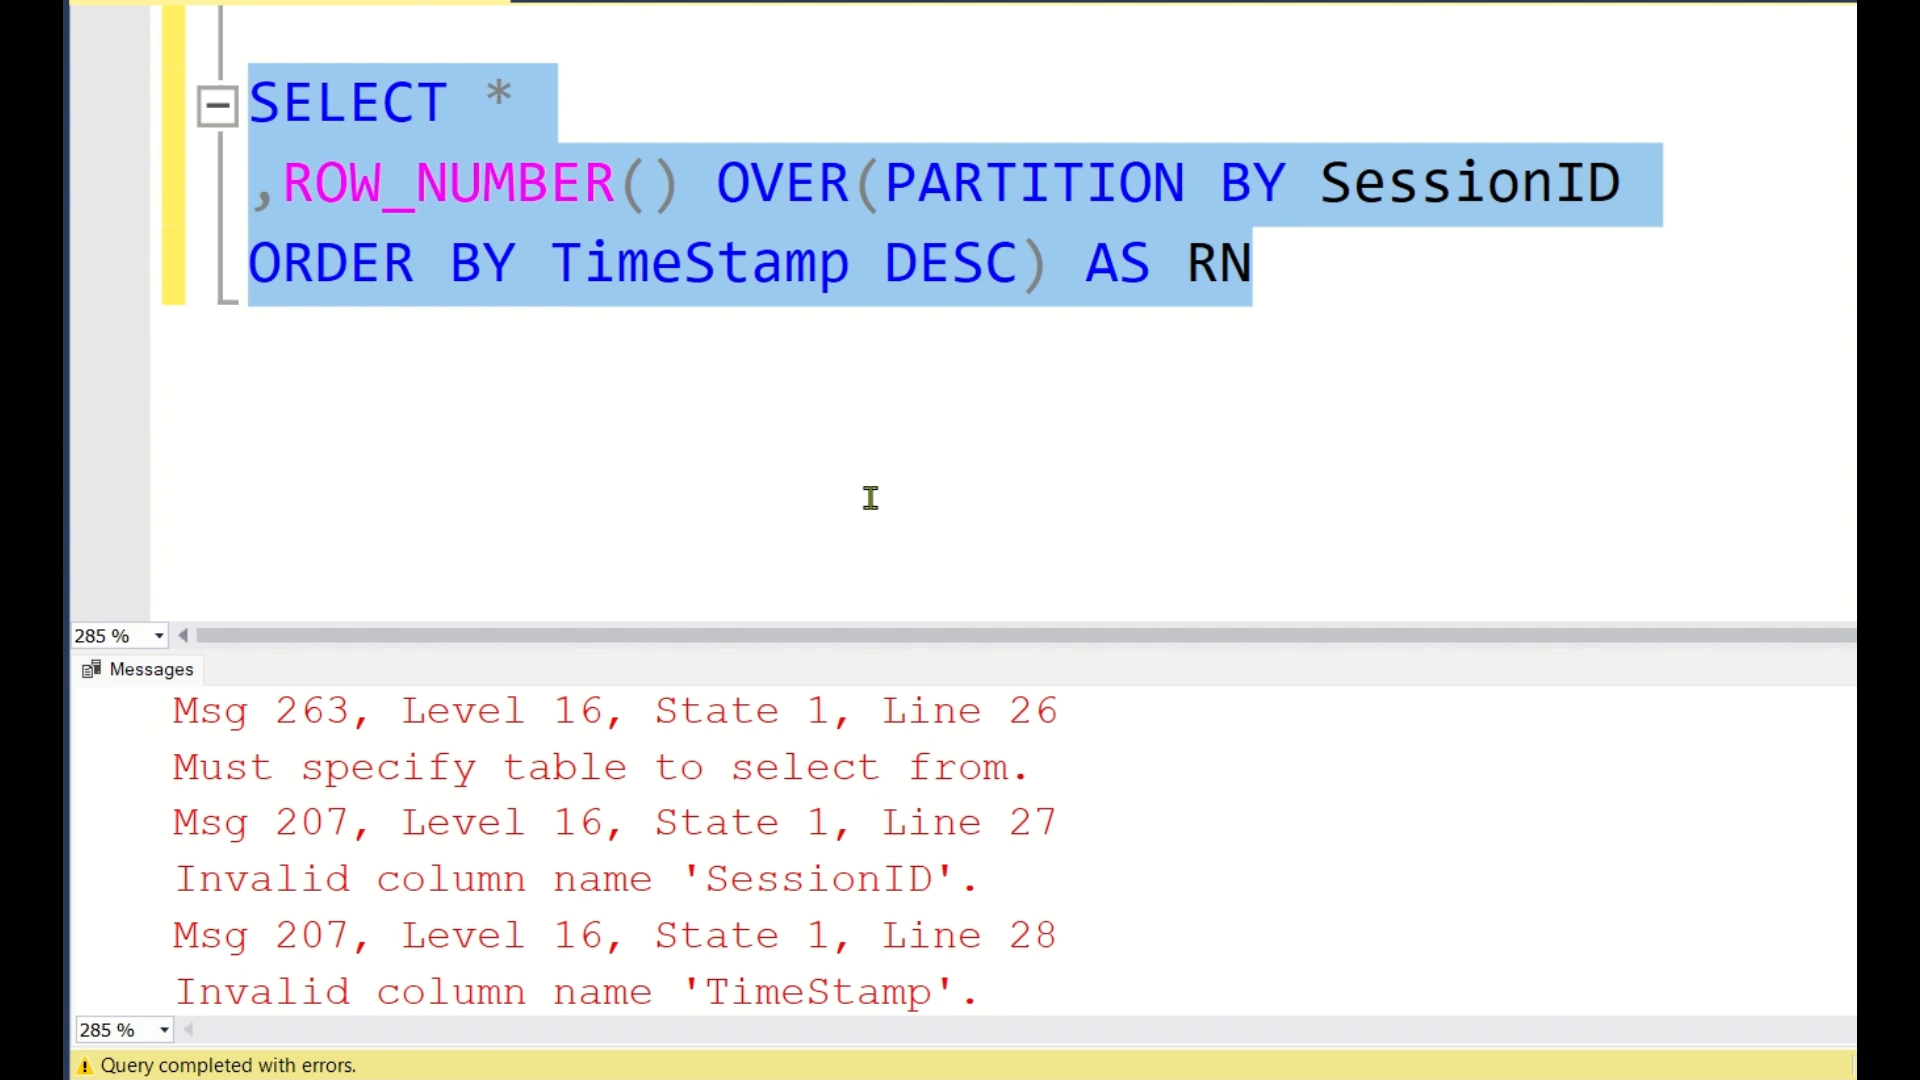 SELECT *
,ROW_NUMBER() OVER(PARTITION BY SessionID
ORDER BY TimeStamp DESC) AS RN
285 %
Messages
Msg 263, Level 16, State 1, Line 26
Must specify table to select from.
Msg 207, Level 16, State 1, Line 27
Invalid column name 'SessionID'.
Msg 207, Level 16, State 1, Line 28
Invalid column name 'TimeStamp'.
285 %
Query completed with errors.